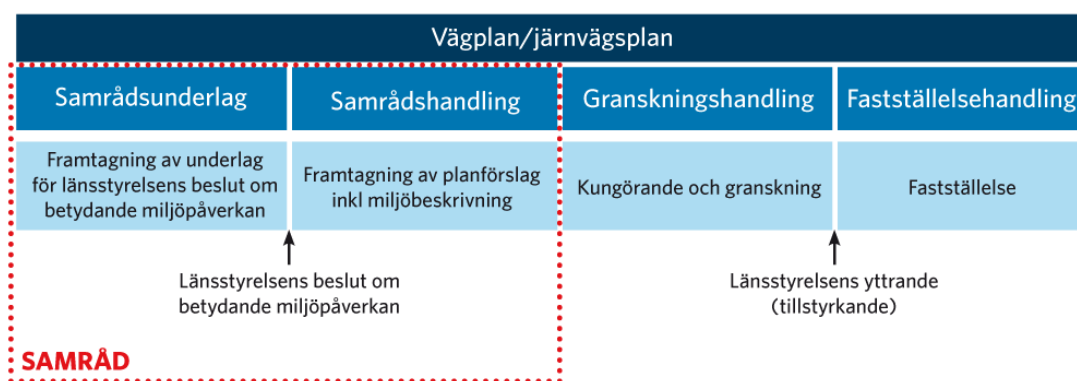 Vägplan/järnvägsplan
Samrådsunderlag
Samrådshandling
Granskningshandling
Fastställelsehandling
Framtagning av underlag
för länsstyrelsens beslut om
betydande miljöpåverkan
Framtagning av planförslag
inkl miljöbeskrivning
Kungörande och granskning
Fastställelse
Länsstyrelsens beslut om
betydande miljöpåverkan
Länsstyrelsens yttrande
(tillstyrkande)
SAMRÅD